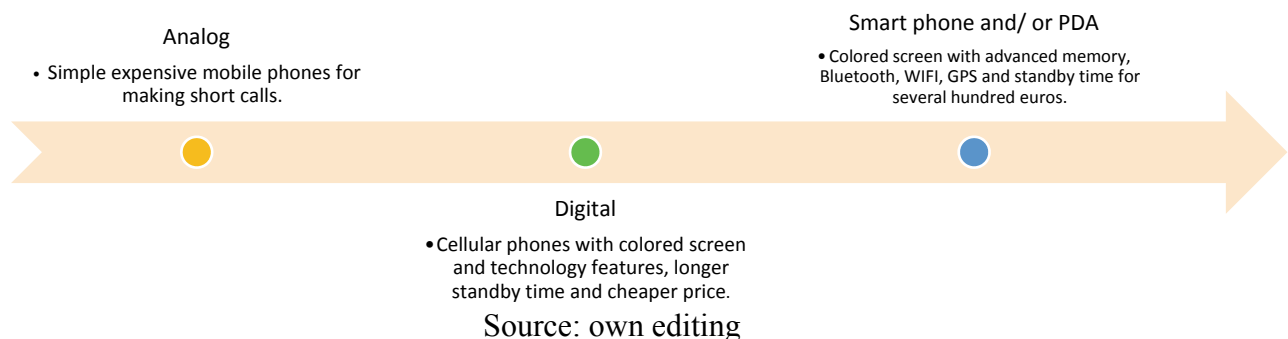 Analog
• Simple expensive mobile phones for
making short calls.
Digital
•Cellular phones with colored screen
and technology features, longer
standby time and cheaper price.
Smart phone and/ or PDA
•Colored screen with advanced memory,
Bluetooth, WIFI, GPS and standby time for
several hundred euros.
Source: own editing